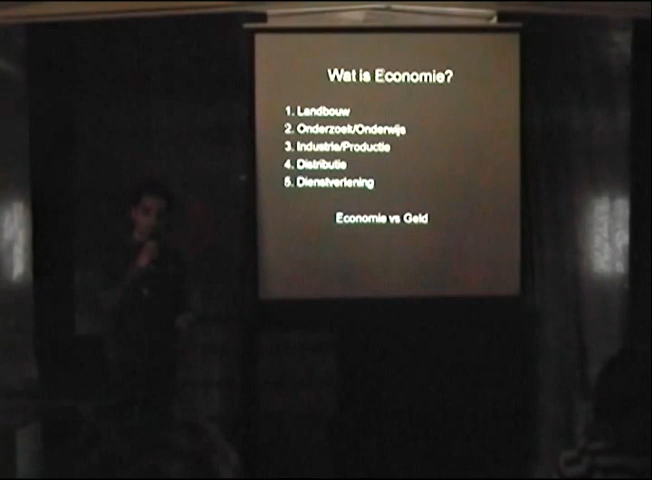 Wat is Economie?
1. Landbouw
2. Onderzoek/Onderwijs
3. Industrie/Productie
4. Distributie
5. Dienstverlening
Economie vs Geld